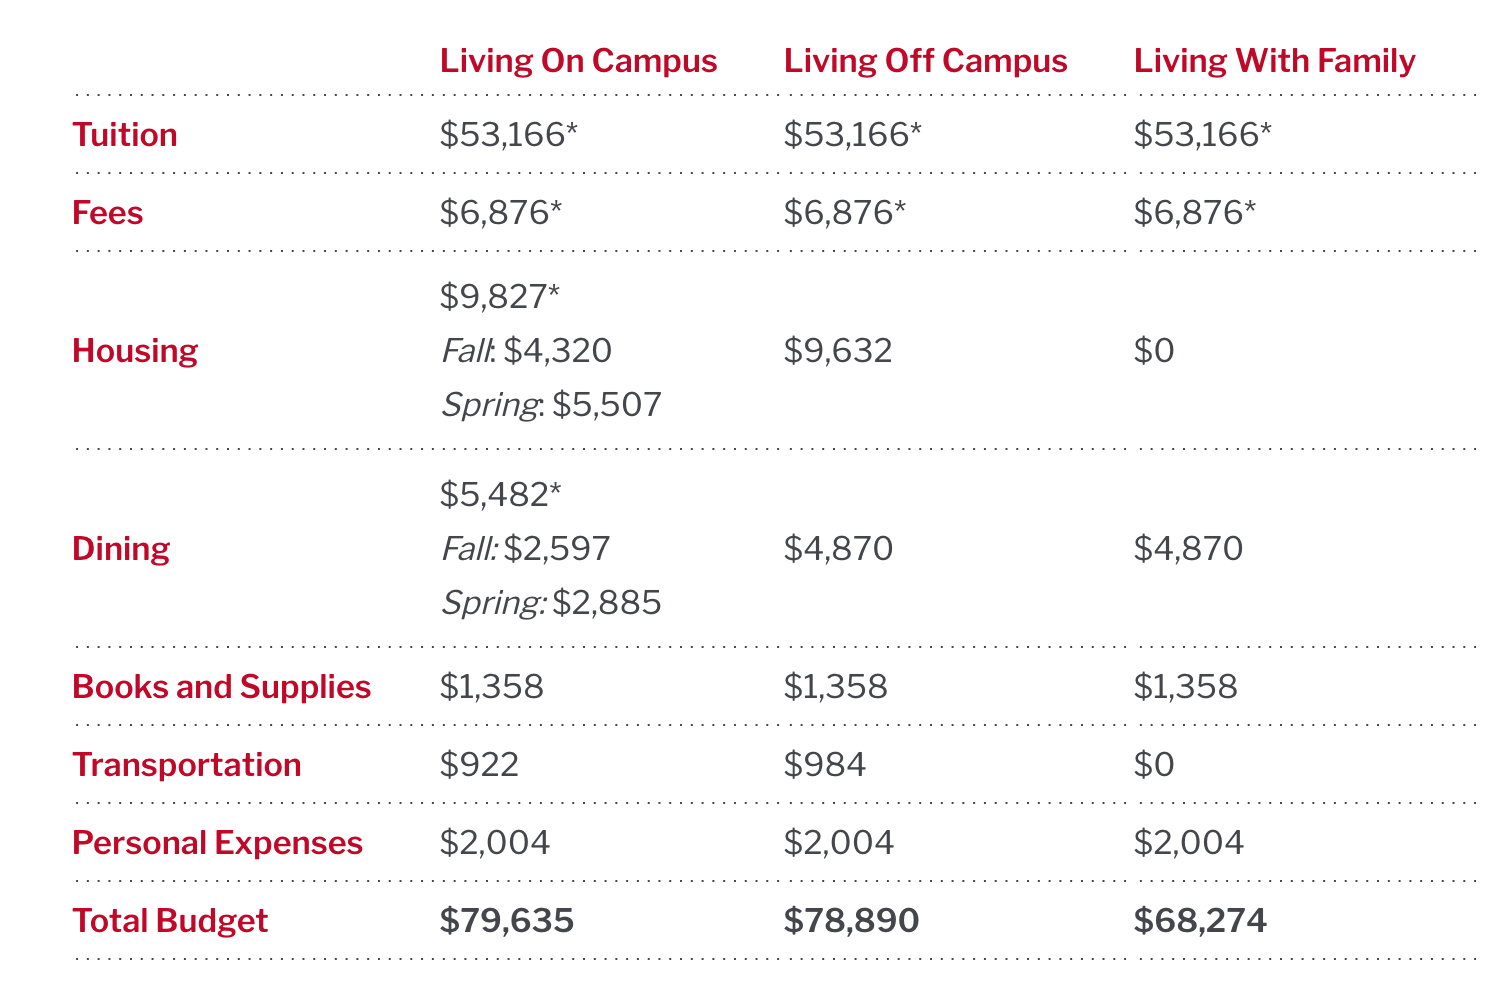 Living On Campus Living Off Campus Living With Family
Tuition $53,166* $53,166* $53,166*
Fees $6,876* $6,876* $6,876*
$9,827*
Housing Fall: $4,320 $9,632 $0
Spring: $5,507
$5,482*
Dining Fall: $2,597 $4,870 $4,870
Spring: $2,885
Books and Supplies $1,358 $1,358 $1,358
Transportation $922 $984 $0
Personal Expenses $2,004 $2,004 $2,004
Total Budget $79,635 $78,890 $68,274